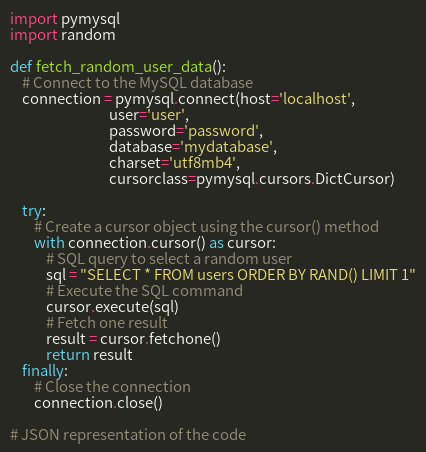 import pymysql
import random
def fetch_random_user_data():
# Connect to the MySQL database
connection = pymysql.connect(host='localhost',
user='user',
password='password',
database='mydatabase',
charset='utf8mb4',
cursorclass=pymysql.cursors.DictCursor)
try:
# Create a cursor object using the cursor() method
with connection.cursor() as cursor:
# SQL query to select a random user
sql = "SELECT * FROM users ORDER BY RAND() LIMIT 1"
# Execute the SQL command
cursor.execute(sql)
# Fetch one result
result = cursor.fetchone()
return result
finally:
# Close the connection
connection.close()
# JSON representation of the code